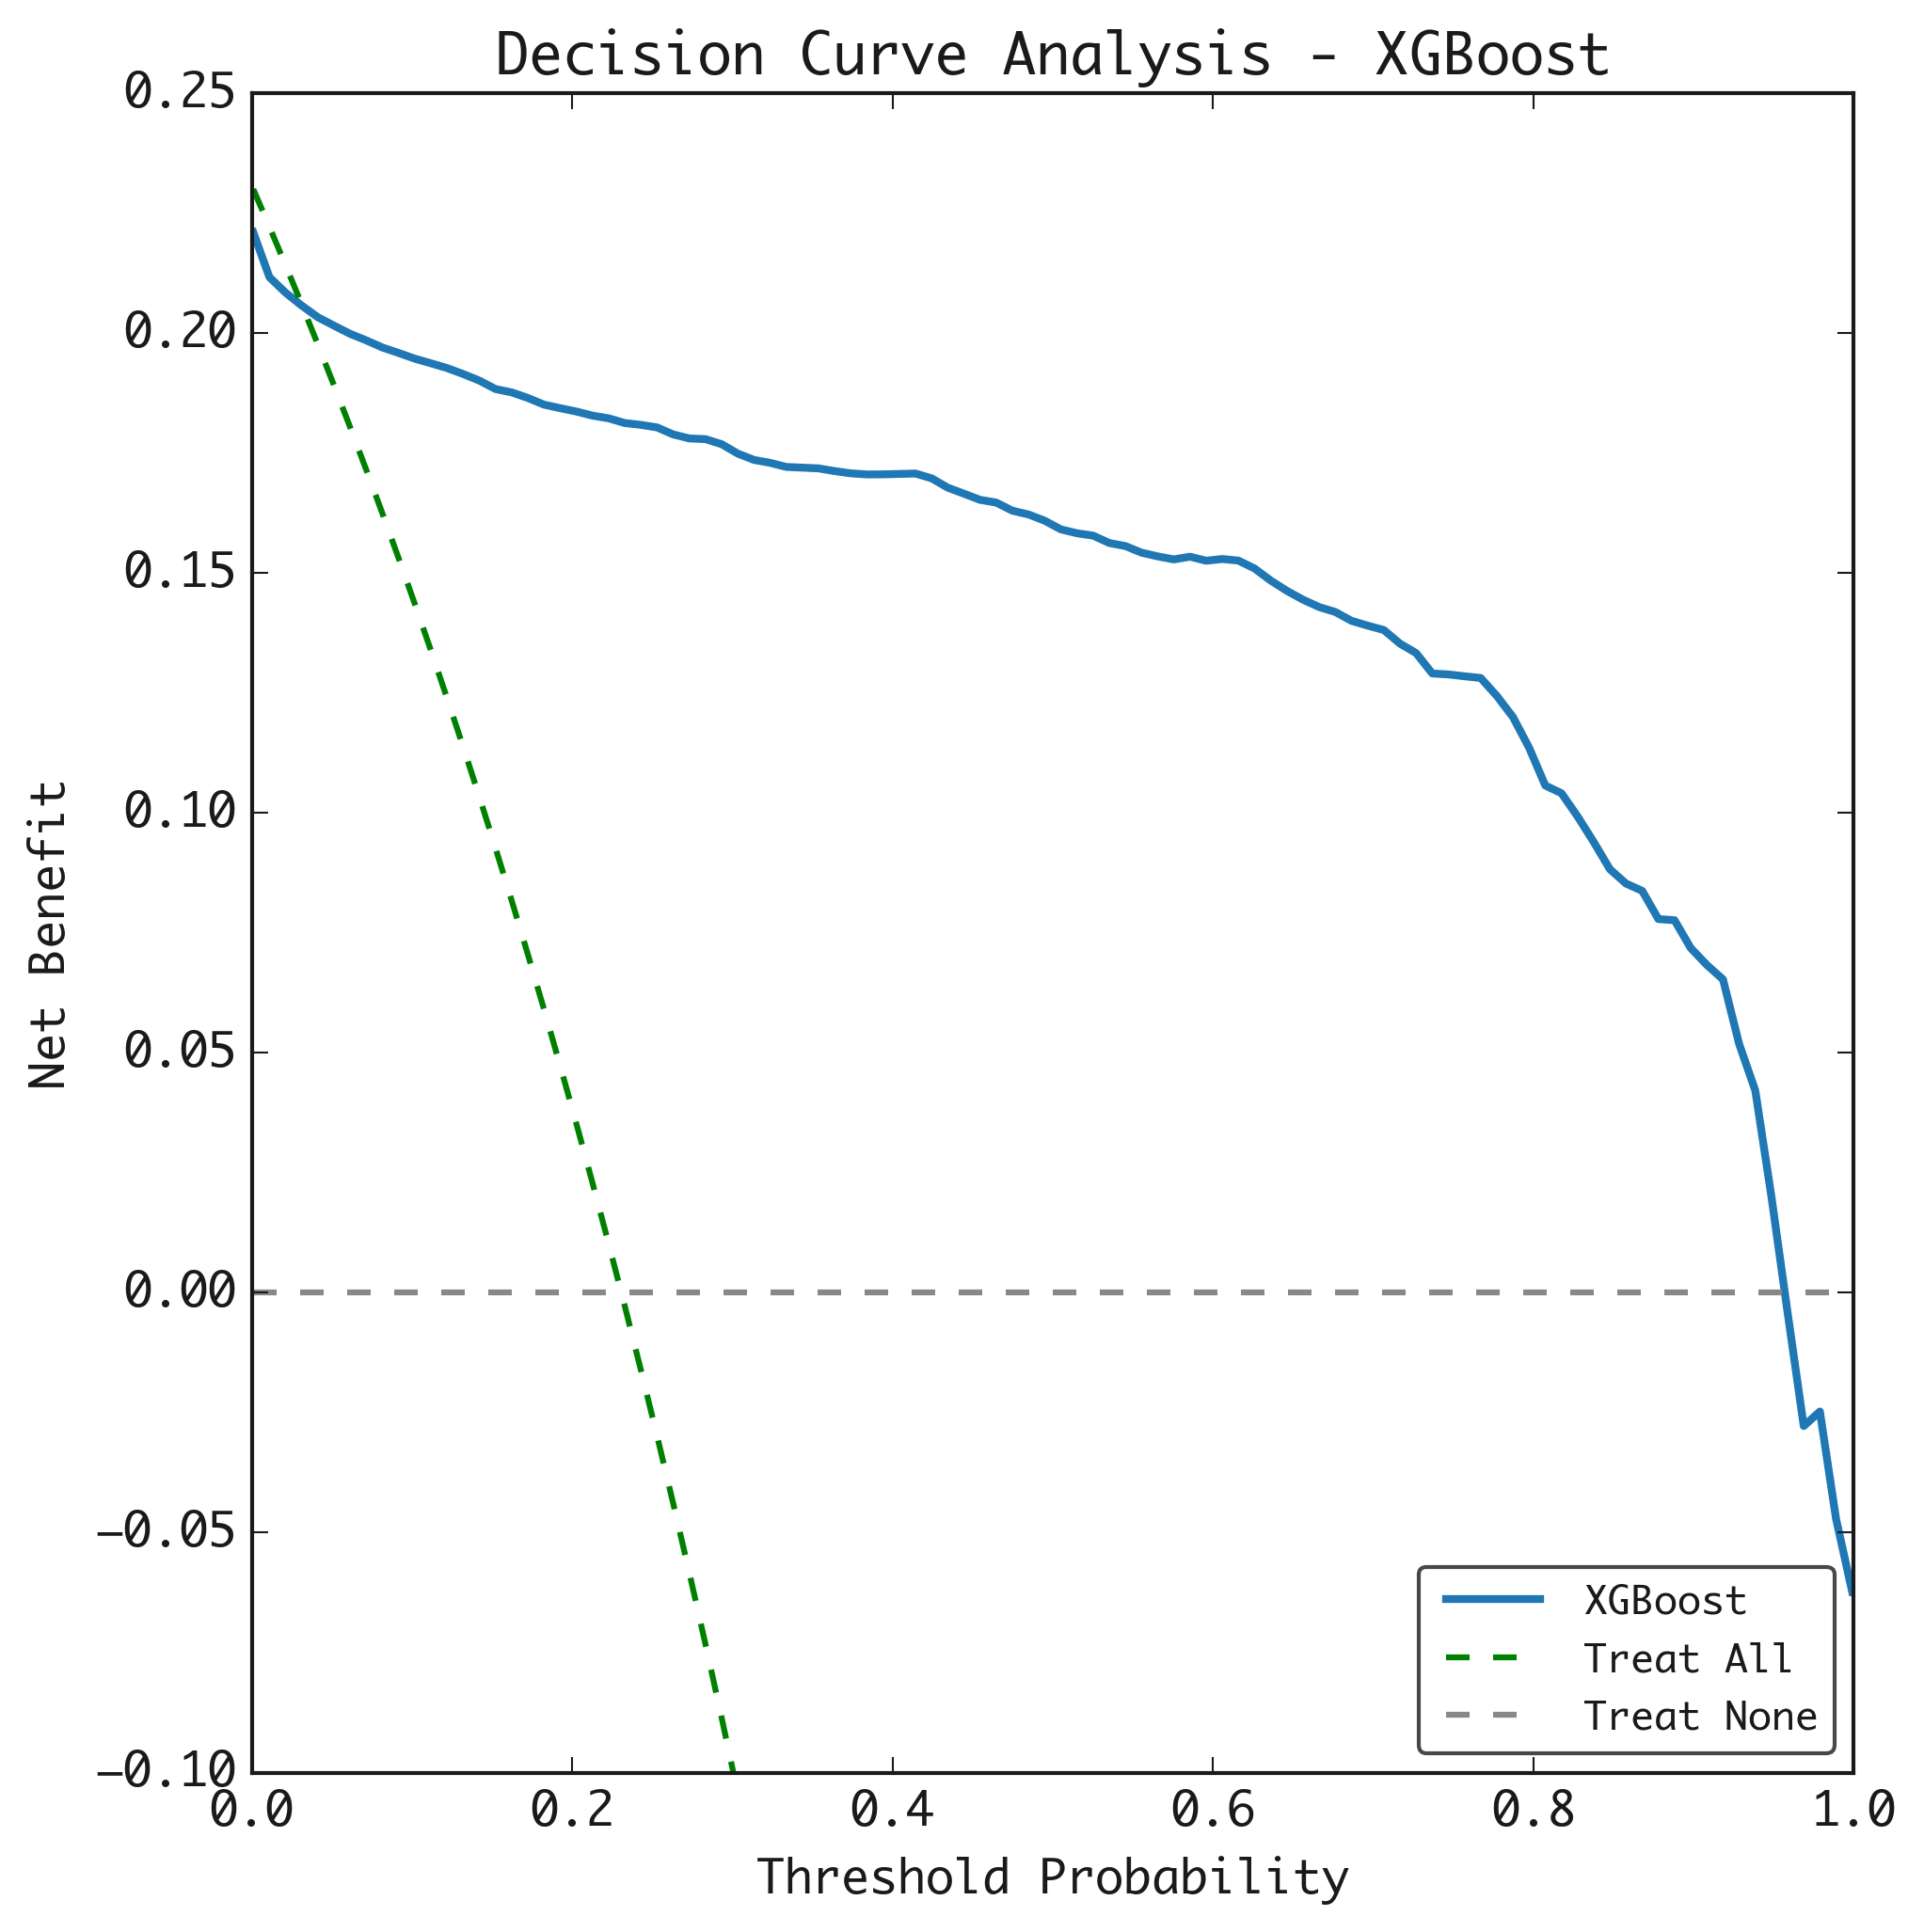 Decision Curve Analysis - XGBoost
0.25
0.20
0.15
0.10
0.05
0.00
−0.05
−0.10
Net Benefit
0.0 0.2 0.4 0.6 0.8 1.0
Threshold Probability
XGBoost
Treat All
Treat None